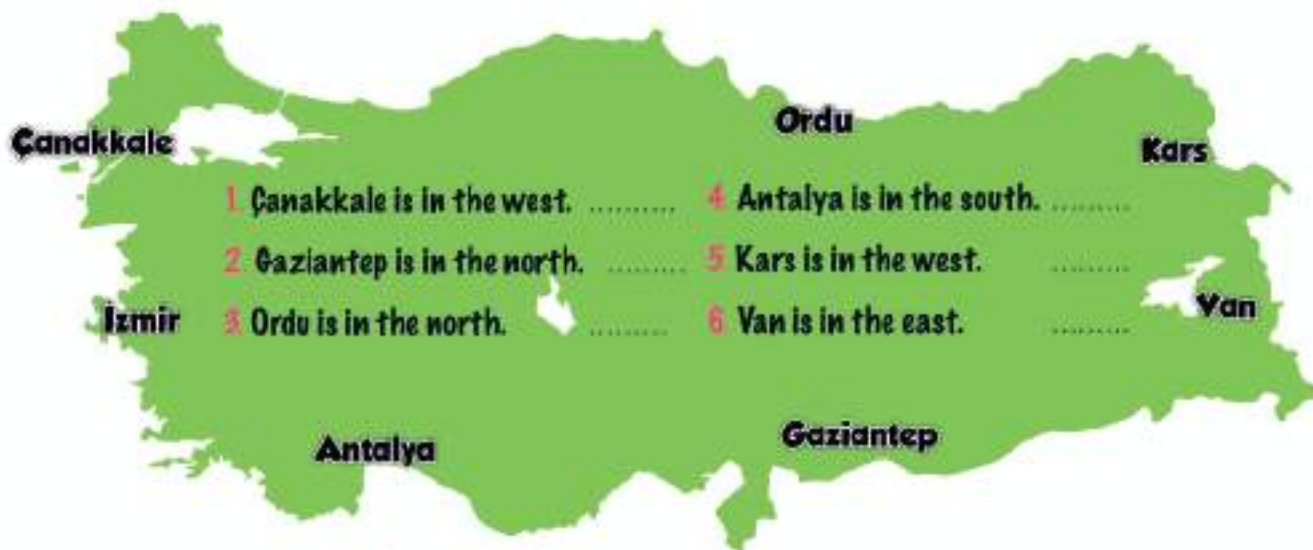 Ordu
Çanakkale
Kars
1. Çanakkale is in the west. ..........
4. Antalya is in the south. .........
2. Gaziantep is in the north. .........
5. Kars is in the west. .........
İzmir
3. Ordu is in the north. .........
6. Van is in the east. .........
Van
Antalya
Gaziantep